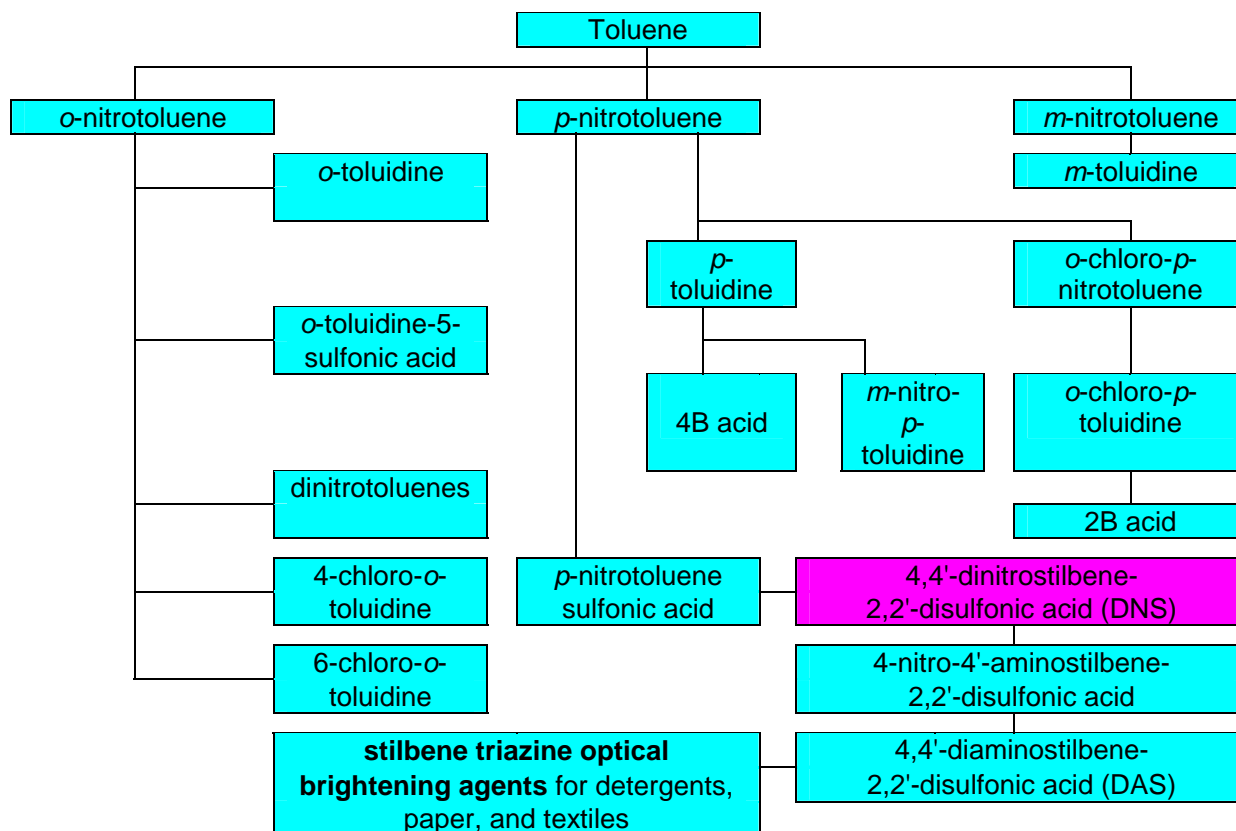 Toluene
o-nitrotoluene
p-nitrotoluene
m-nitrotoluene
o-toluidine
m-toluidine
p-
toluidine
o-chloro-p-
nitrotoluene
o-toluidine-5-
sulfonic acid
4B acid
m-nitro-
p-
toluidine
o-chloro-p-
toluidine
dinitrotoluenes
2B acid
4-chloro-o-
toluidine
p-nitrotoluene
sulfonic acid
4,4'-dinitrostilbene-
2,2'-disulfonic acid (DNS)
6-chloro-o-
toluidine
4-nitro-4'-aminostilbene-
2,2'-disulfonic acid
stilbene triazine optical
brightening agents for detergents,
paper, and textiles
4,4'-diaminostilbene-
2,2'-disulfonic acid (DAS)